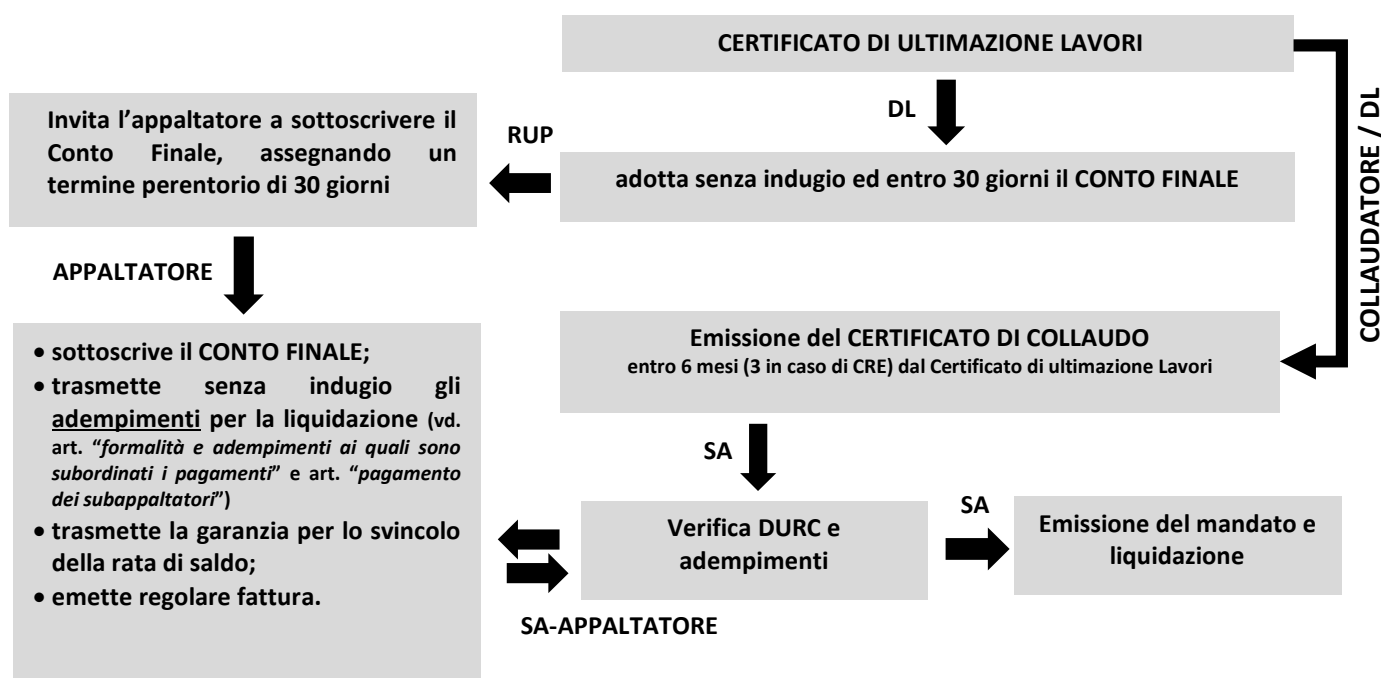 CERTIFICATO DI ULTIMAZIONE LAVORI
DL
COLLAUDATORE / DL
adotta senza indugio ed entro 30 giorni il CONTO FINALE
RUP
Invita l’appaltatore a sottoscrivere il
Conto Finale, assegnando un
termine perentorio di 30 giorni
APPALTATORE
• sottoscrive il CONTO FINALE;
• trasmette senza indugio gli
adempimenti per la liquidazione (vd.
art. “formalità e adempimenti ai quali sono
subordinati i pagamenti” e art. “pagamento
dei subappaltatori”)
• trasmette la garanzia per lo svincolo
della rata di saldo;
• emette regolare fattura.
Emissione del CERTIFICATO DI COLLAUDO
entro 6 mesi (3 in caso di CRE) dal Certificato di ultimazione Lavori
SA
Verifica DURC e
adempimenti
SA-APPALTATORE
SA
Emissione del mandato e
liquidazione